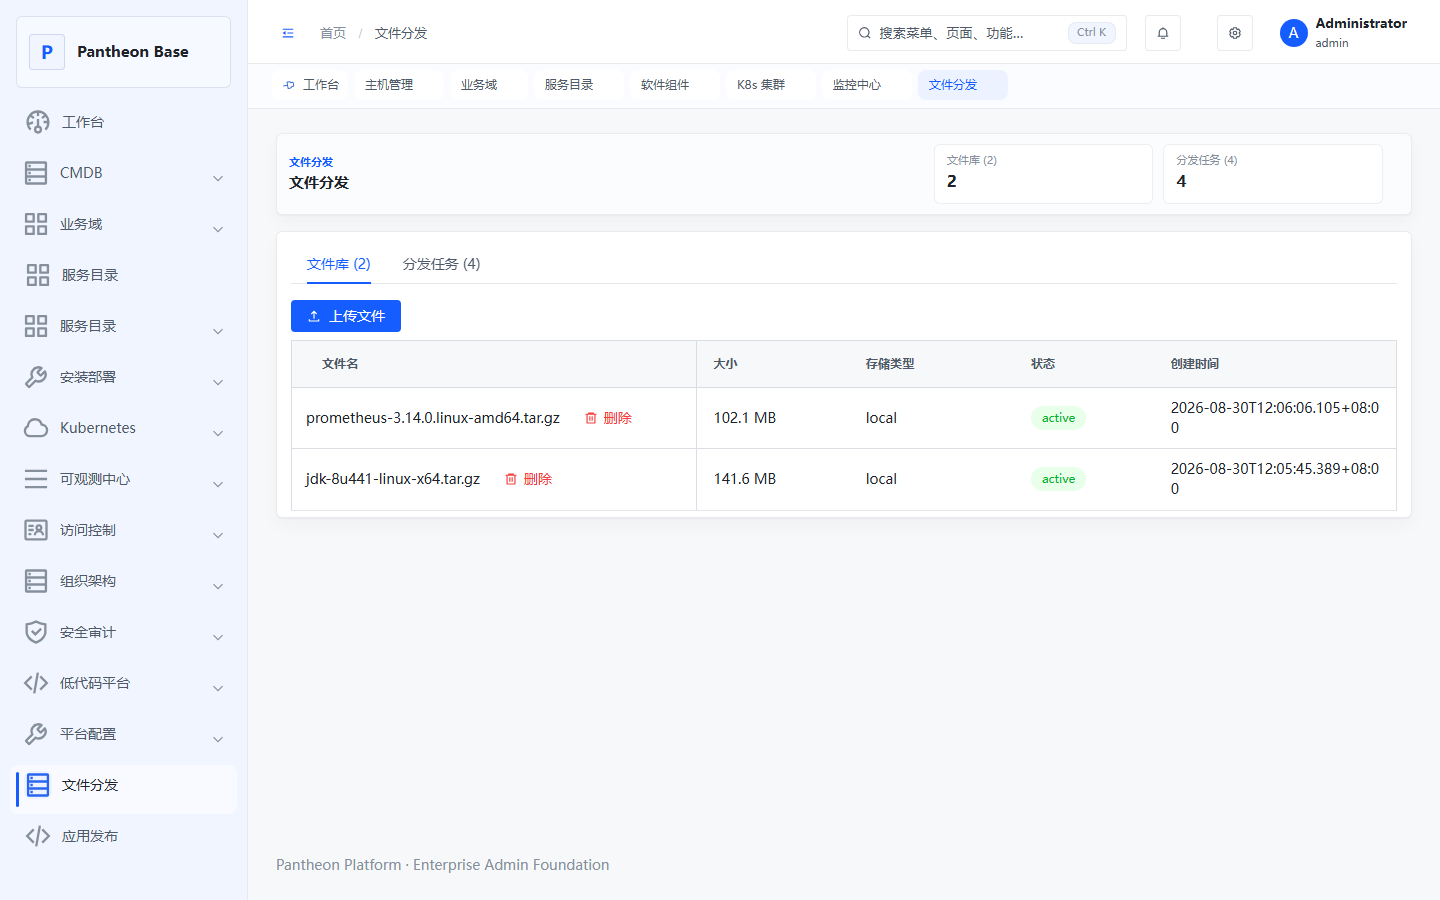 P
Pantheon Base
工作台
CMDB
业务域
服务目录
服务目录
安装部署
Kubernetes
可观测中心
访问控制
组织架构
安全审计
低代码平台
平台配置
文件分发
应用发布
首页 / 文件分发
搜索菜单、页面、功能... Ctrl K
A
Administrator
admin
工作台 主机管理 业务域 服务目录 软件组件 K8s 集群 监控中心 文件分发
文件分发
文件分发
文件库 (2)
2
分发任务 (4)
4
文件库 (2) 分发任务 (4)
上传文件
文件名 大小 存储类型 状态 创建时间
prometheus-3.14.0.linux-amd64.tar.gz 删除 102.1 MB local active 2026-08-30T12:06:06.105+08:0
0
jdk-8u441-linux-x64.tar.gz 删除 141.6 MB local active 2026-08-30T12:05:45.389+08:0
0
Pantheon Platform · Enterprise Admin Foundation